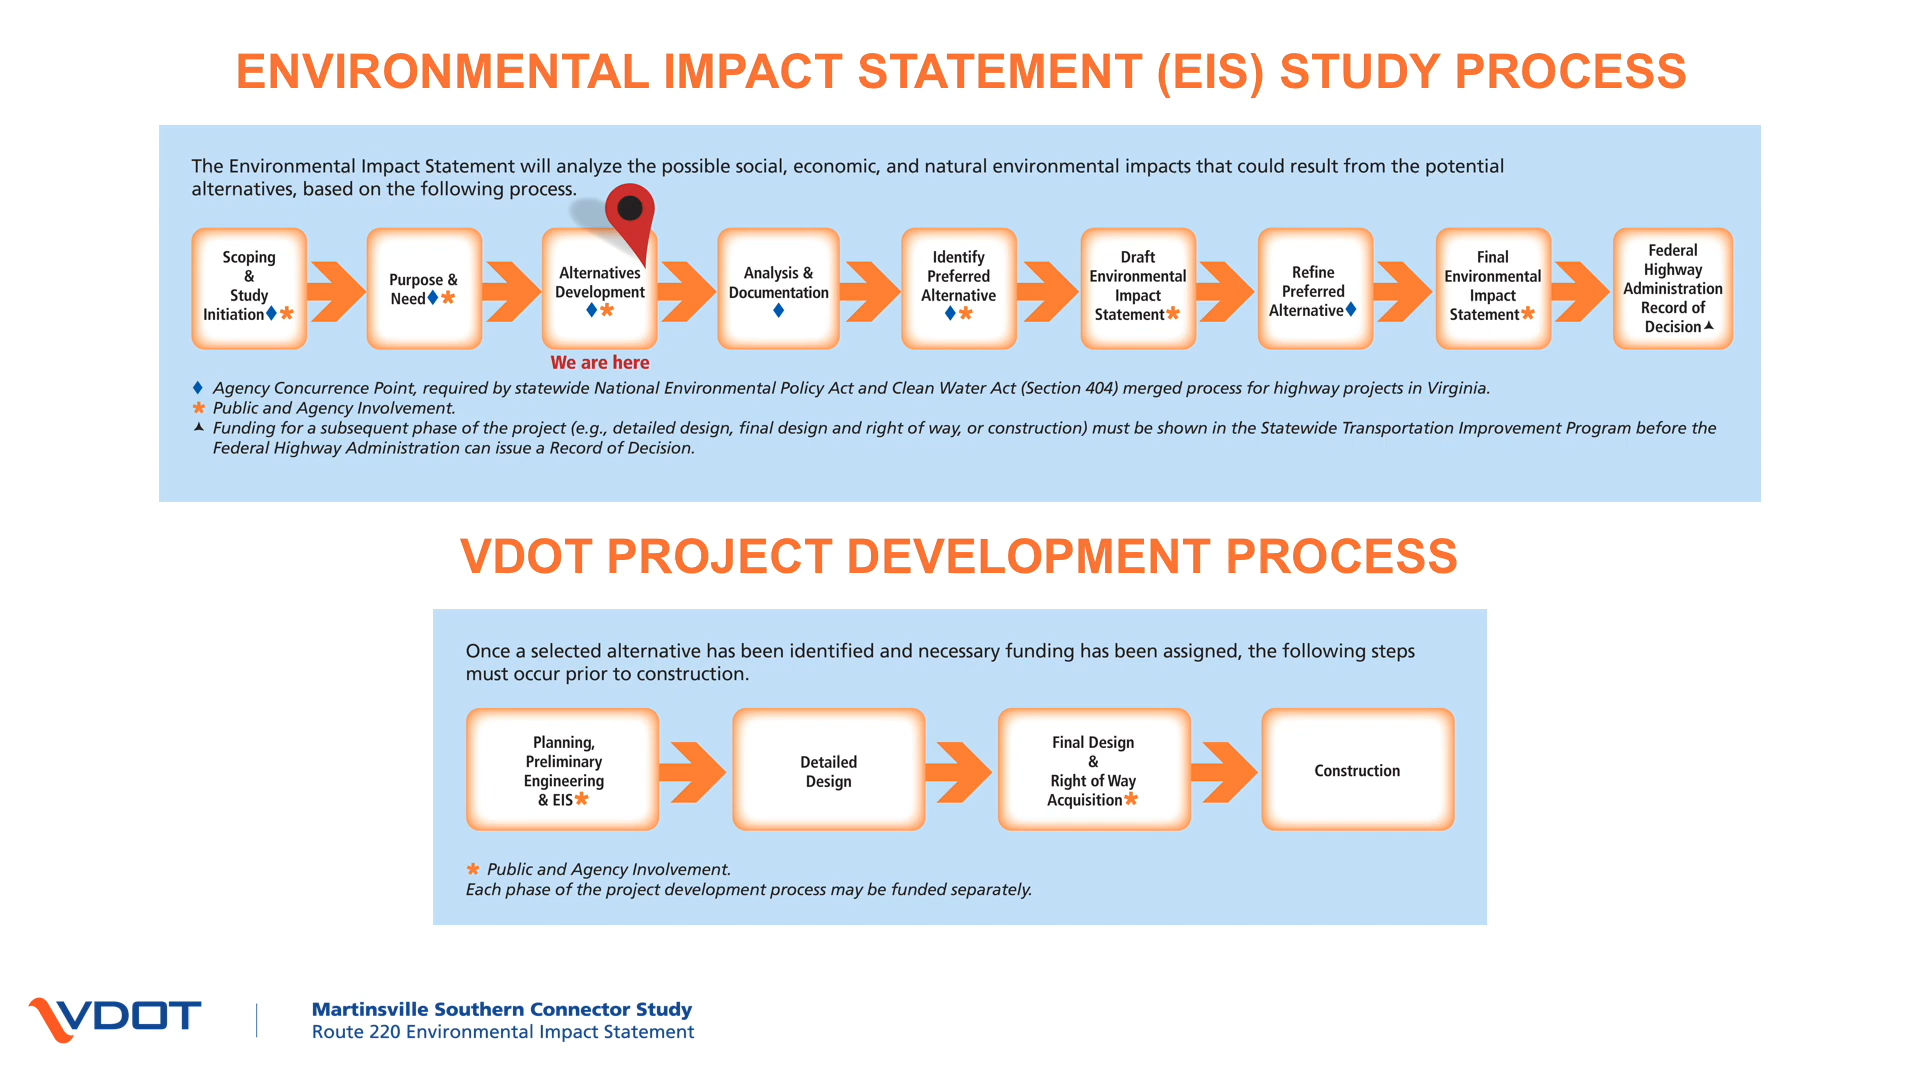 ENVIRONMENTAL IMPACT STATEMENT (EIS) STUDY PROCESS
The Environmental Impact Statement will analyze the possible social, economic, and natural environmental impacts that could result from the potential
alternatives, based on the following process.
Scoping
&
Study
Initiation♦*
Purpose &
Need♦*
Alternatives
Development
♦*
We are here
Analysis &
Documentation
♦
Identify
Preferred
Alternative
♦*
Draft
Environmental
Impact
Statement*
Refine
Preferred
Alternative♦
Final
Environmental
Impact
Statement*
Federal
Highway
Administration
Record of
Decision▲
♦ Agency Concurrence Point, required by statewide National Environmental Policy Act and Clean Water Act (Section 404) merged process for highway projects in Virginia.
* Public and Agency Involvement.
▲ Funding for a subsequent phase of the project (e.g., detailed design, final design and right of way, or construction) must be shown in the Statewide Transportation Improvement Program before the
Federal Highway Administration can issue a Record of Decision.
VDOT PROJECT DEVELOPMENT PROCESS
Once a selected alternative has been identified and necessary funding has been assigned, the following steps
must occur prior to construction.
Planning,
Preliminary
Engineering
& EIS*
Detailed
Design
Final Design
&
Right of Way
Acquisition*
Construction
* Public and Agency Involvement.
Each phase of the project development process may be funded separately.
VDOT
Martinsville Southern Connector Study
Route 220 Environmental Impact Statement